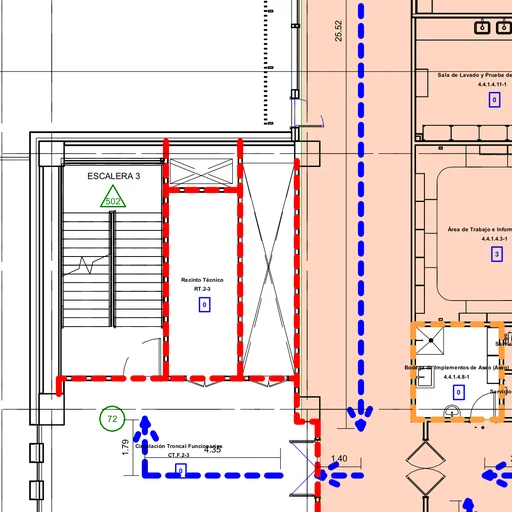 25.52
Sala de Lavado y Prueba de
4.4.1.4.11-1
0
ESCALERA 3
502
Área de Trabajo e Inform
4.4.1.4.3-1
3
Recinto Técnico
RT.2-3
0
Bodega de Implementos de Aseo (Aseo)
4.4.1.4.8-1
0
Servicio
72
1.79
Circulación Troncal Funcionarios
4.35
CT.F.2-3
0
1.40